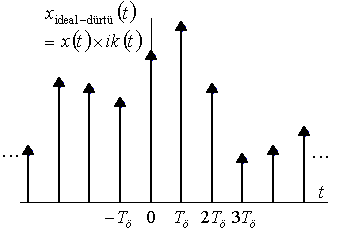 x_ideal-dürtü(t)
= x(t)×ik(t)
... ...
t
−T_ö 0 T_ö 2T_ö 3T_ö